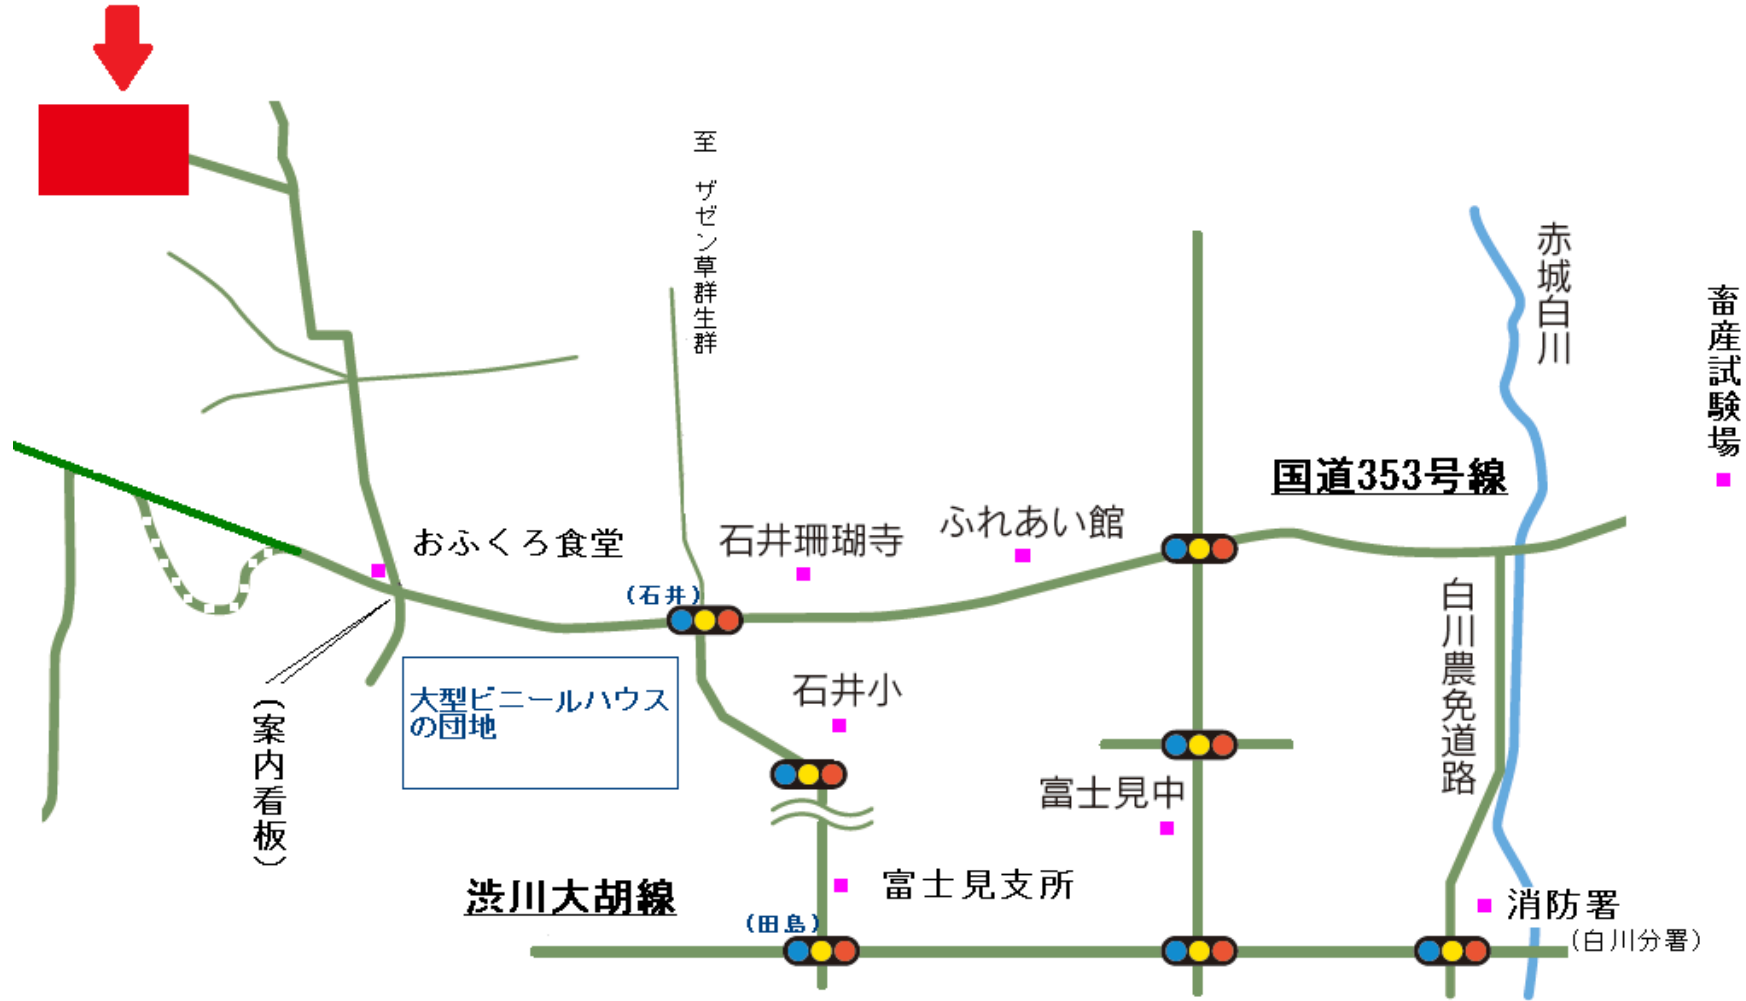 至 ザゼン草群生群
赤城白川
畜産試験場
国道353号線
ふれあい館
石井珊瑚寺
おふくろ食堂
(石井)
白川農免道路
石井小
大型ビニールハウス
の団地
(案内看板)
富士見中
富士見支所
渋川大胡線
(田島)
消防署
(白川分署)